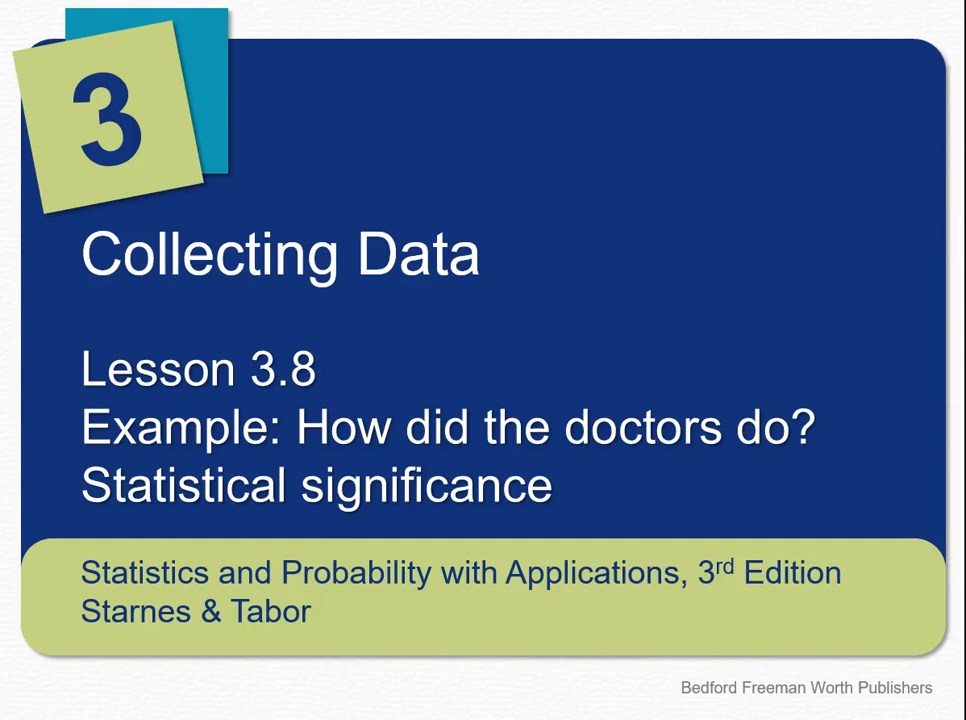 3
Collecting Data
Lesson 3.8
Example: How did the doctors do?
Statistical significance
Statistics and Probability with Applications, 3rd Edition
Starnes & Tabor
Bedford Freeman Worth Publishers